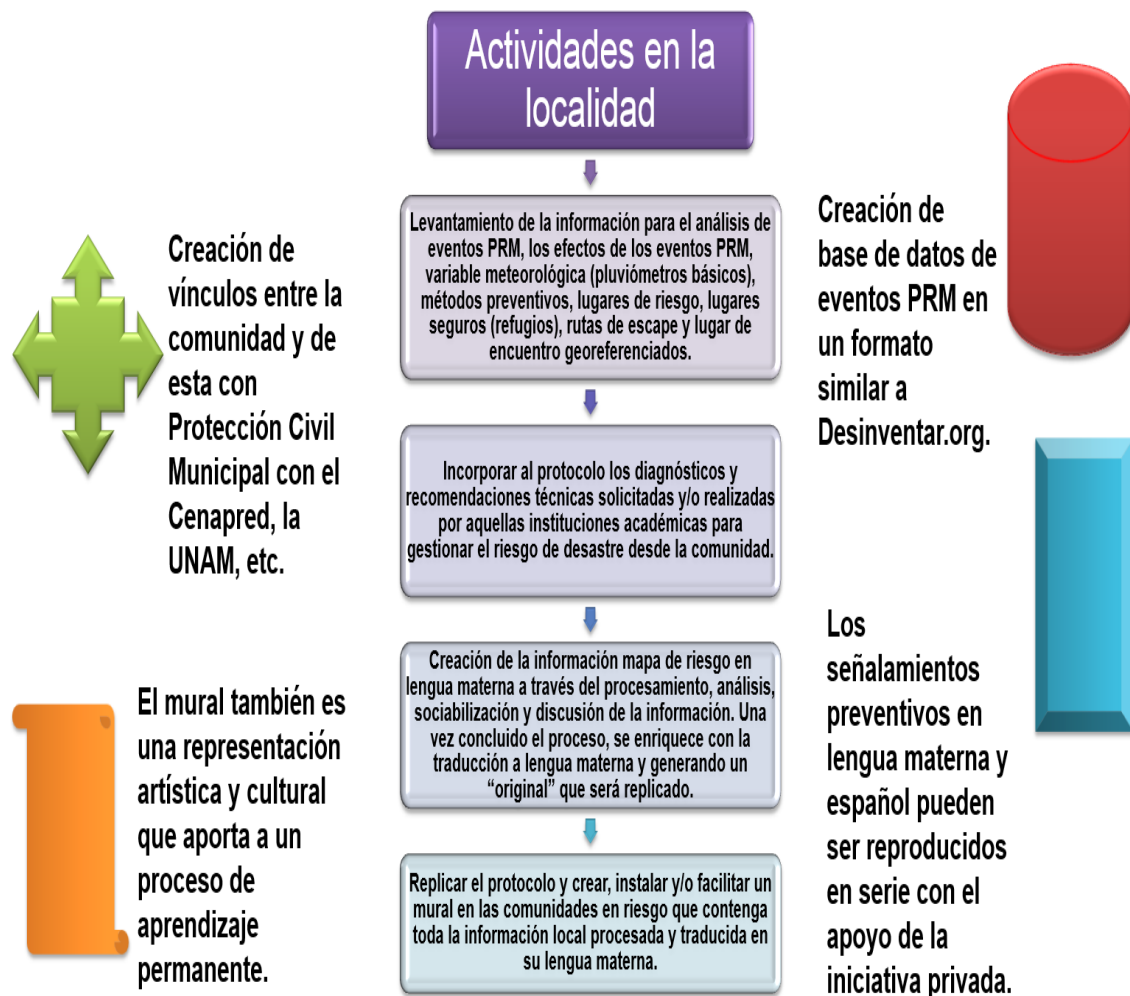 Actividades en la
localidad
Levantamiento de la información para el análisis de
eventos PRM, los efectos de los eventos PRM,
variable meteorológica (pluviómetros básicos),
métodos preventivos, lugares de riesgo, lugares
seguros (refugios), rutas de escape y lugar de
encuentro georeferenciados.
Incorporar al protocolo los diagnósticos y
recomendaciones técnicas solicitadas y/o realizadas
por aquellas instituciones académicas para
gestionar el riesgo de desastre desde la comunidad.
Creación de la información mapa de riesgo en
lengua materna a través del procesamiento, análisis,
sociabilización y discusión de la información. Una
vez concluido el proceso, se enriquece con la
traducción a lengua materna y generando un
“original” que será replicado.
Replicar el protocolo y crear, instalar y/o facilitar un
mural en las comunidades en riesgo que contenga
toda la información local procesada y traducida en
su lengua materna.
Creación de
vínculos entre la
comunidad y de
esta con
Protección Civil
Municipal con el
Cenapred, la
UNAM, etc.
El mural también es
una representación
artística y cultural
que aporta a un
proceso de
aprendizaje
permanente.
Creación de
base de datos de
eventos PRM en
un formato
similar a
Desinventar.org.
Los
señalamientos
preventivos en
lengua materna y
español pueden
ser reproducidos
en serie con el
apoyo de la
iniciativa privada.